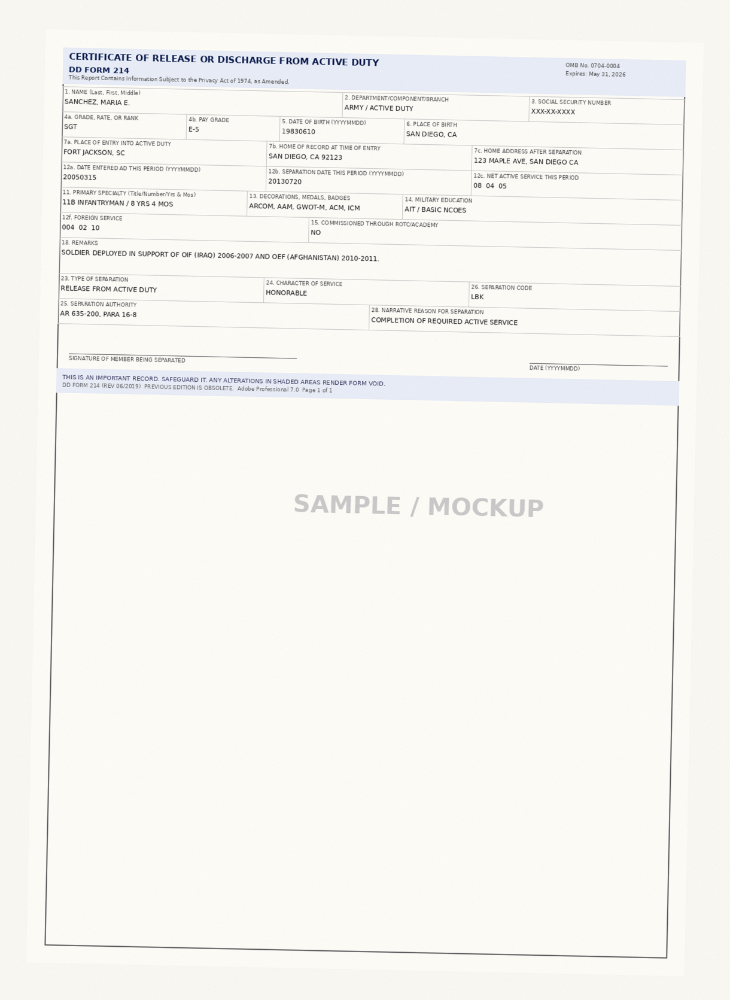 CERTIFICATE OF RELEASE OR DISCHARGE FROM ACTIVE DUTY
DD FORM 214
This Report Contains Information Subject to the Privacy Act of 1974, as Amended.
OMB No. 0704-0004
Expires: May 31, 2026
1. NAME (Last, First, Middle)
SANCHEZ, MARIA E.
2. DEPARTMENT/COMPONENT/BRANCH
ARMY / ACTIVE DUTY
3. SOCIAL SECURITY NUMBER
XXX-XX-XXXX
4a. GRADE, RATE, OR RANK
SGT
4b. PAY GRADE
E-5
5. DATE OF BIRTH (YYYYMMDD)
19830610
6. PLACE OF BIRTH
SAN DIEGO, CA
7a. PLACE OF ENTRY INTO ACTIVE DUTY
FORT JACKSON, SC
7b. HOME OF RECORD AT TIME OF ENTRY
SAN DIEGO, CA 92123
7c. HOME ADDRESS AFTER SEPARATION
123 MAPLE AVE, SAN DIEGO CA
12a. DATE ENTERED AD THIS PERIOD (YYYYMMDD)
20050315
12b. SEPARATION DATE THIS PERIOD (YYYYMMDD)
20130720
12c. NET ACTIVE SERVICE THIS PERIOD
08 04 05
11. PRIMARY SPECIALTY (Title/Number/Yrs & Mos)
11B INFANTRYMAN / 8 YRS 4 MOS
13. DECORATIONS, MEDALS, BADGES
ARCOM, AAM, GWOT-M, ACM, ICM
14. MILITARY EDUCATION
AIT / BASIC NCOES
12f. FOREIGN SERVICE
004 02 10
15. COMMISSIONED THROUGH ROTC/ACADEMY
NO
18. REMARKS
SOLDIER DEPLOYED IN SUPPORT OF OIF (IRAQ) 2006-2007 AND OEF (AFGHANISTAN) 2010-2011.
23. TYPE OF SEPARATION
RELEASE FROM ACTIVE DUTY
24. CHARACTER OF SERVICE
HONORABLE
26. SEPARATION CODE
LBK
25. SEPARATION AUTHORITY
AR 635-200, PARA 16-8
28. NARRATIVE REASON FOR SEPARATION
COMPLETION OF REQUIRED ACTIVE SERVICE
SIGNATURE OF MEMBER BEING SEPARATED
DATE (YYYYMMDD)
THIS IS AN IMPORTANT RECORD. SAFEGUARD IT. ANY ALTERATIONS IN SHADED AREAS RENDER FORM VOID.
DD FORM 214 (REV 06/2019) PREVIOUS EDITION IS OBSOLETE. Adobe Professional 7.0 Page 1 of 1
SAMPLE / MOCKUP